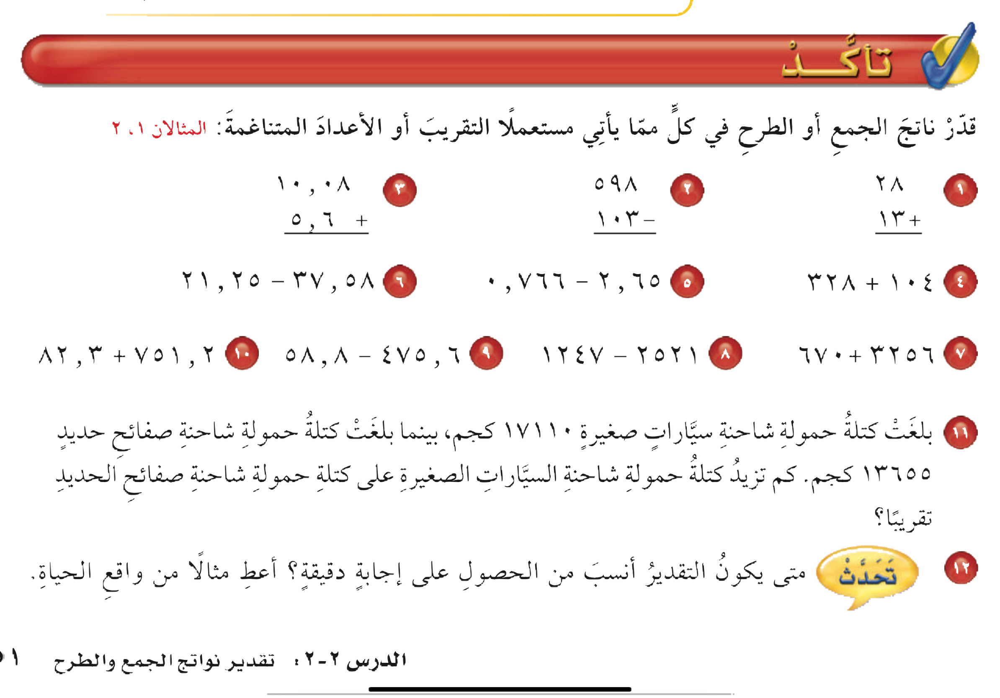 تأكَّـــدْ
قدّرْ ناتجَ الجمعِ أو الطرحِ في كلٍّ ممّا يأتِي مستعملًا التقريبَ أو الأعدادَ المتناغمةَ: المثالان ١، ٢
١ ٢٨ ٢ ٥٩٨ ٣ ١٠,٠٨
+١٣ −١٠٣ + ٥,٦
٤ ١٠٤ + ٣٢٨ ٥ ٢,٦٥ − ٠,٧٦٦ ٦ ٣٧,٥٨ − ٢١,٢٥
٧ ٣٢٥٦ + ٦٧٠ ٨ ٢٥٢١ − ١٢٤٧ ٩ ٤٧٥,٦ − ٥٨,٨ ١٠ ٧٥١,٢ + ٨٢,٣
١١ بلغَتْ كتلةُ حمولةِ شاحنةِ سيَّاراتٍ صغيرةٍ ١٧١١٠ كجم، بينما بلغَتْ كتلةُ حمولةِ شاحنةِ صفائحِ حديدٍ
١٣٦٥٥ كجم. كم تزيدُ كتلةُ حمولةِ شاحنةِ السيَّاراتِ الصغيرةِ على كتلةِ حمولةِ شاحنةِ صفائحِ الحديدِ
تقريبًا؟
١٢ تَحَدَّثْ متى يكونُ التقديرُ أنسبَ من الحصولِ على إجابةٍ دقيقةٍ؟ أعطِ مثالًا من واقعِ الحياةِ.
الدرس ٢-٢: تقدير نواتج الجمع والطرح